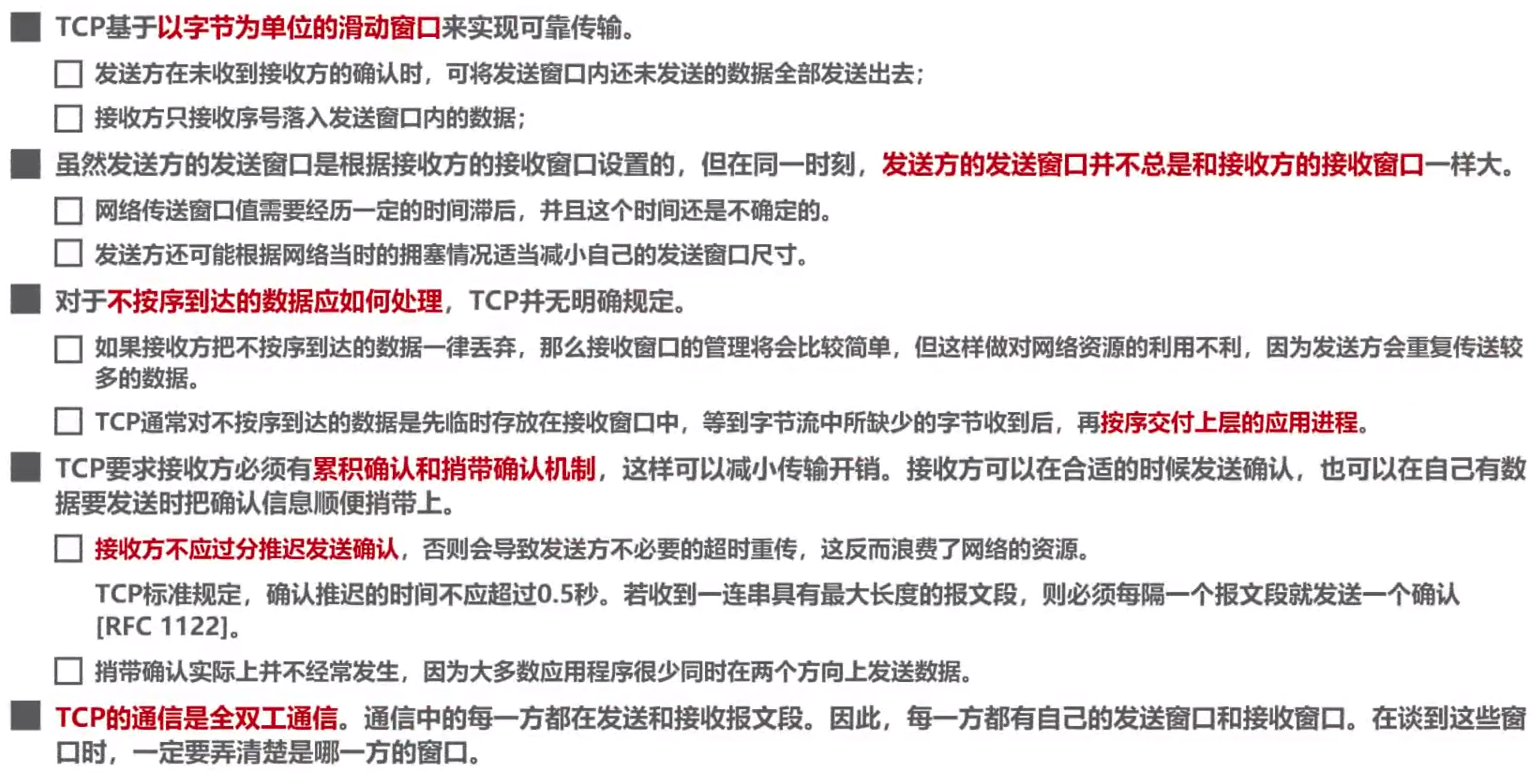 TCP基于以字节为单位的滑动窗口来实现可靠传输。
发送方在未收到接收方的确认时，可将发送窗口内还未发送的数据全部发送出去；
接收方只接收序号落入发送窗口内的数据；
虽然发送方的发送窗口是根据接收方的接收窗口设置的，但在同一时刻，发送方的发送窗口并不总是和接收方的接收窗口一样大。
网络传送窗口值需要经历一定的时间滞后，并且这个时间还是不确定的。
发送方还可能根据网络当时的拥塞情况适当减小自己的发送窗口尺寸。
对于不按序到达的数据应如何处理，TCP并无明确规定。
如果接收方把不按序到达的数据一律丢弃，那么接收窗口的管理将会比较简单，但这样做对网络资源的利用不利，因为发送方会重复传送较
多的数据。
TCP通常对不按序到达的数据是先临时存放在接收窗口中，等到字节流中所缺少的字节收到后，再按序交付上层的应用进程。
TCP要求接收方必须有累积确认和捎带确认机制，这样可以减小传输开销。接收方可以在合适的时候发送确认，也可以在自己有数
据要发送时把确认信息顺便捎带上。
接收方不应过分推迟发送确认，否则会导致发送方不必要的超时重传，这反而浪费了网络的资源。
TCP标准规定，确认推迟的时间不应超过0.5秒。若收到一连串具有最大长度的报文段，则必须每隔一个报文段就发送一个确认
[RFC 1122]。
捎带确认实际上并不经常发生，因为大多数应用程序很少同时在两个方向上发送数据。
TCP的通信是全双工通信。通信中的每一方都在发送和接收报文段。因此，每一方都有自己的发送窗口和接收窗口。在谈到这些窗
口时，一定要弄清楚是哪一方的窗口。